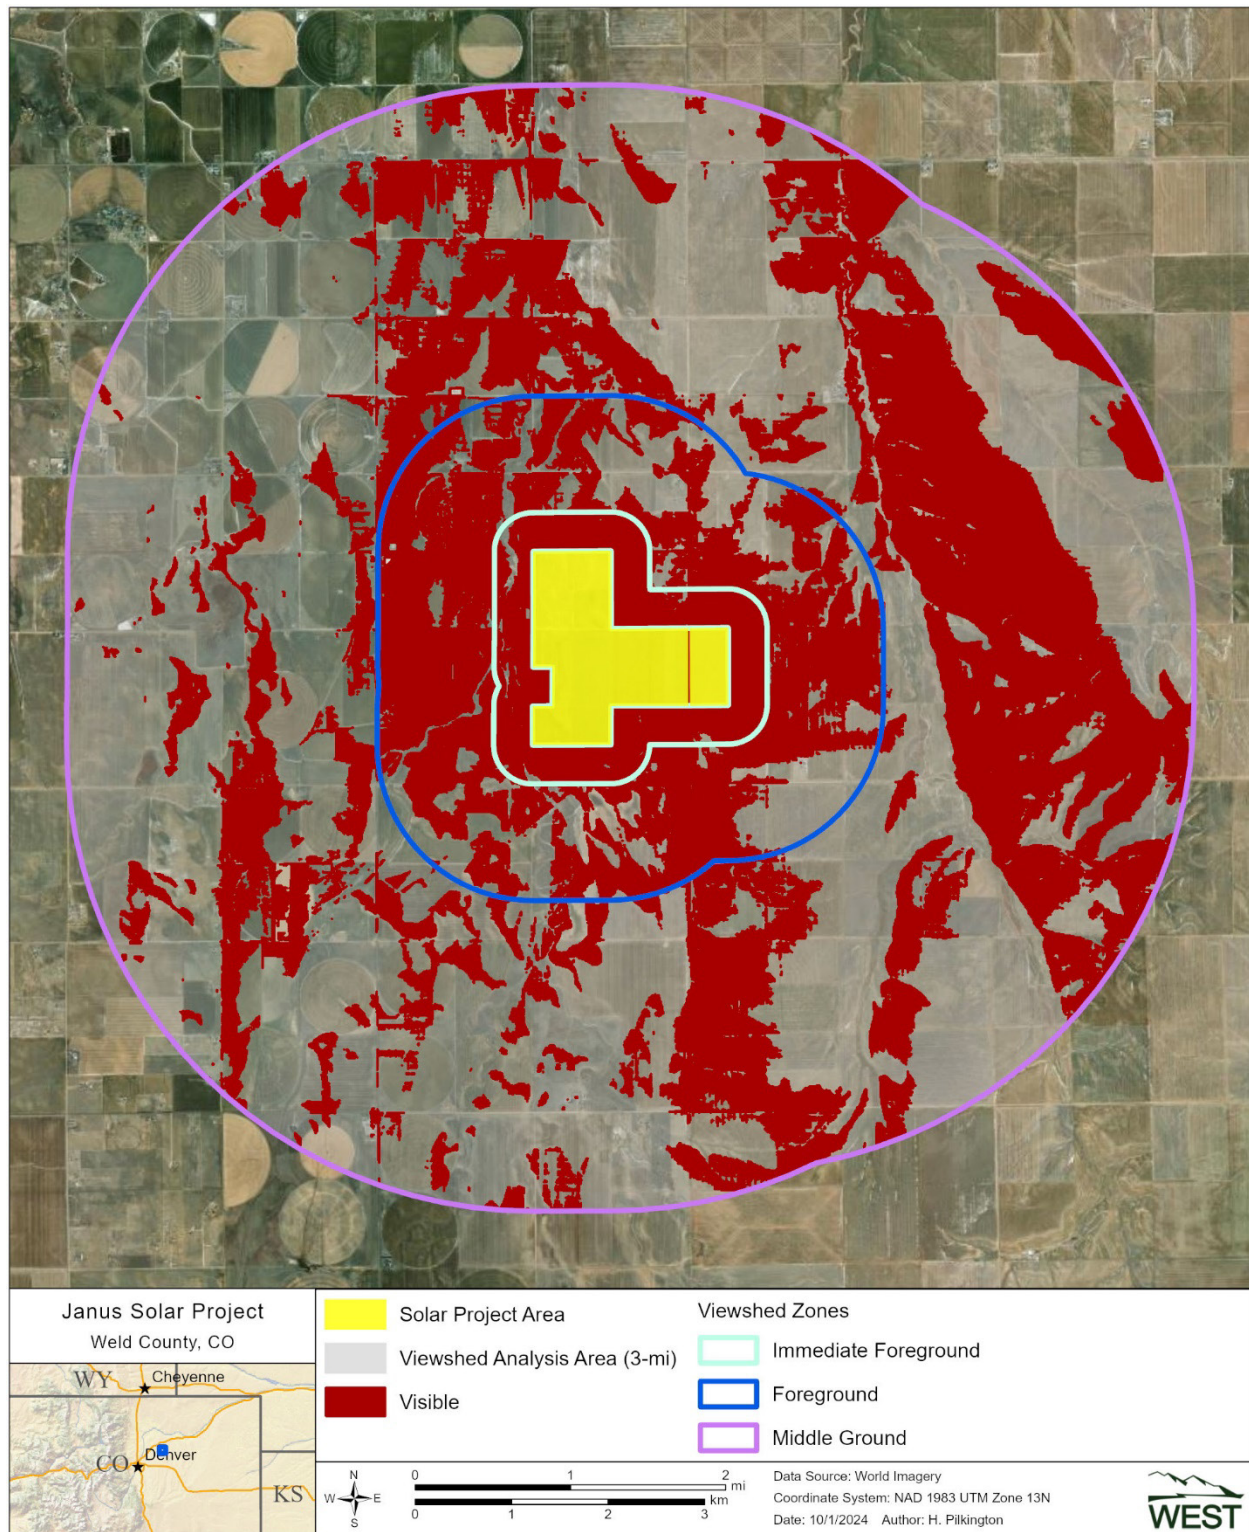 Janus Solar Project
Weld County, CO
WY
Cheyenne
Denver
CO
KS
Solar Project Area
Viewshed Analysis Area (3-mi)
Visible
Viewshed Zones
Immediate Foreground
Foreground
Middle Ground
N
W E
S
0 1 2
mi
km
0 1 2 3
Data Source: World Imagery
Coordinate System: NAD 1983 UTM Zone 13N
Date: 10/1/2024 Author: H. Pilkington
WEST